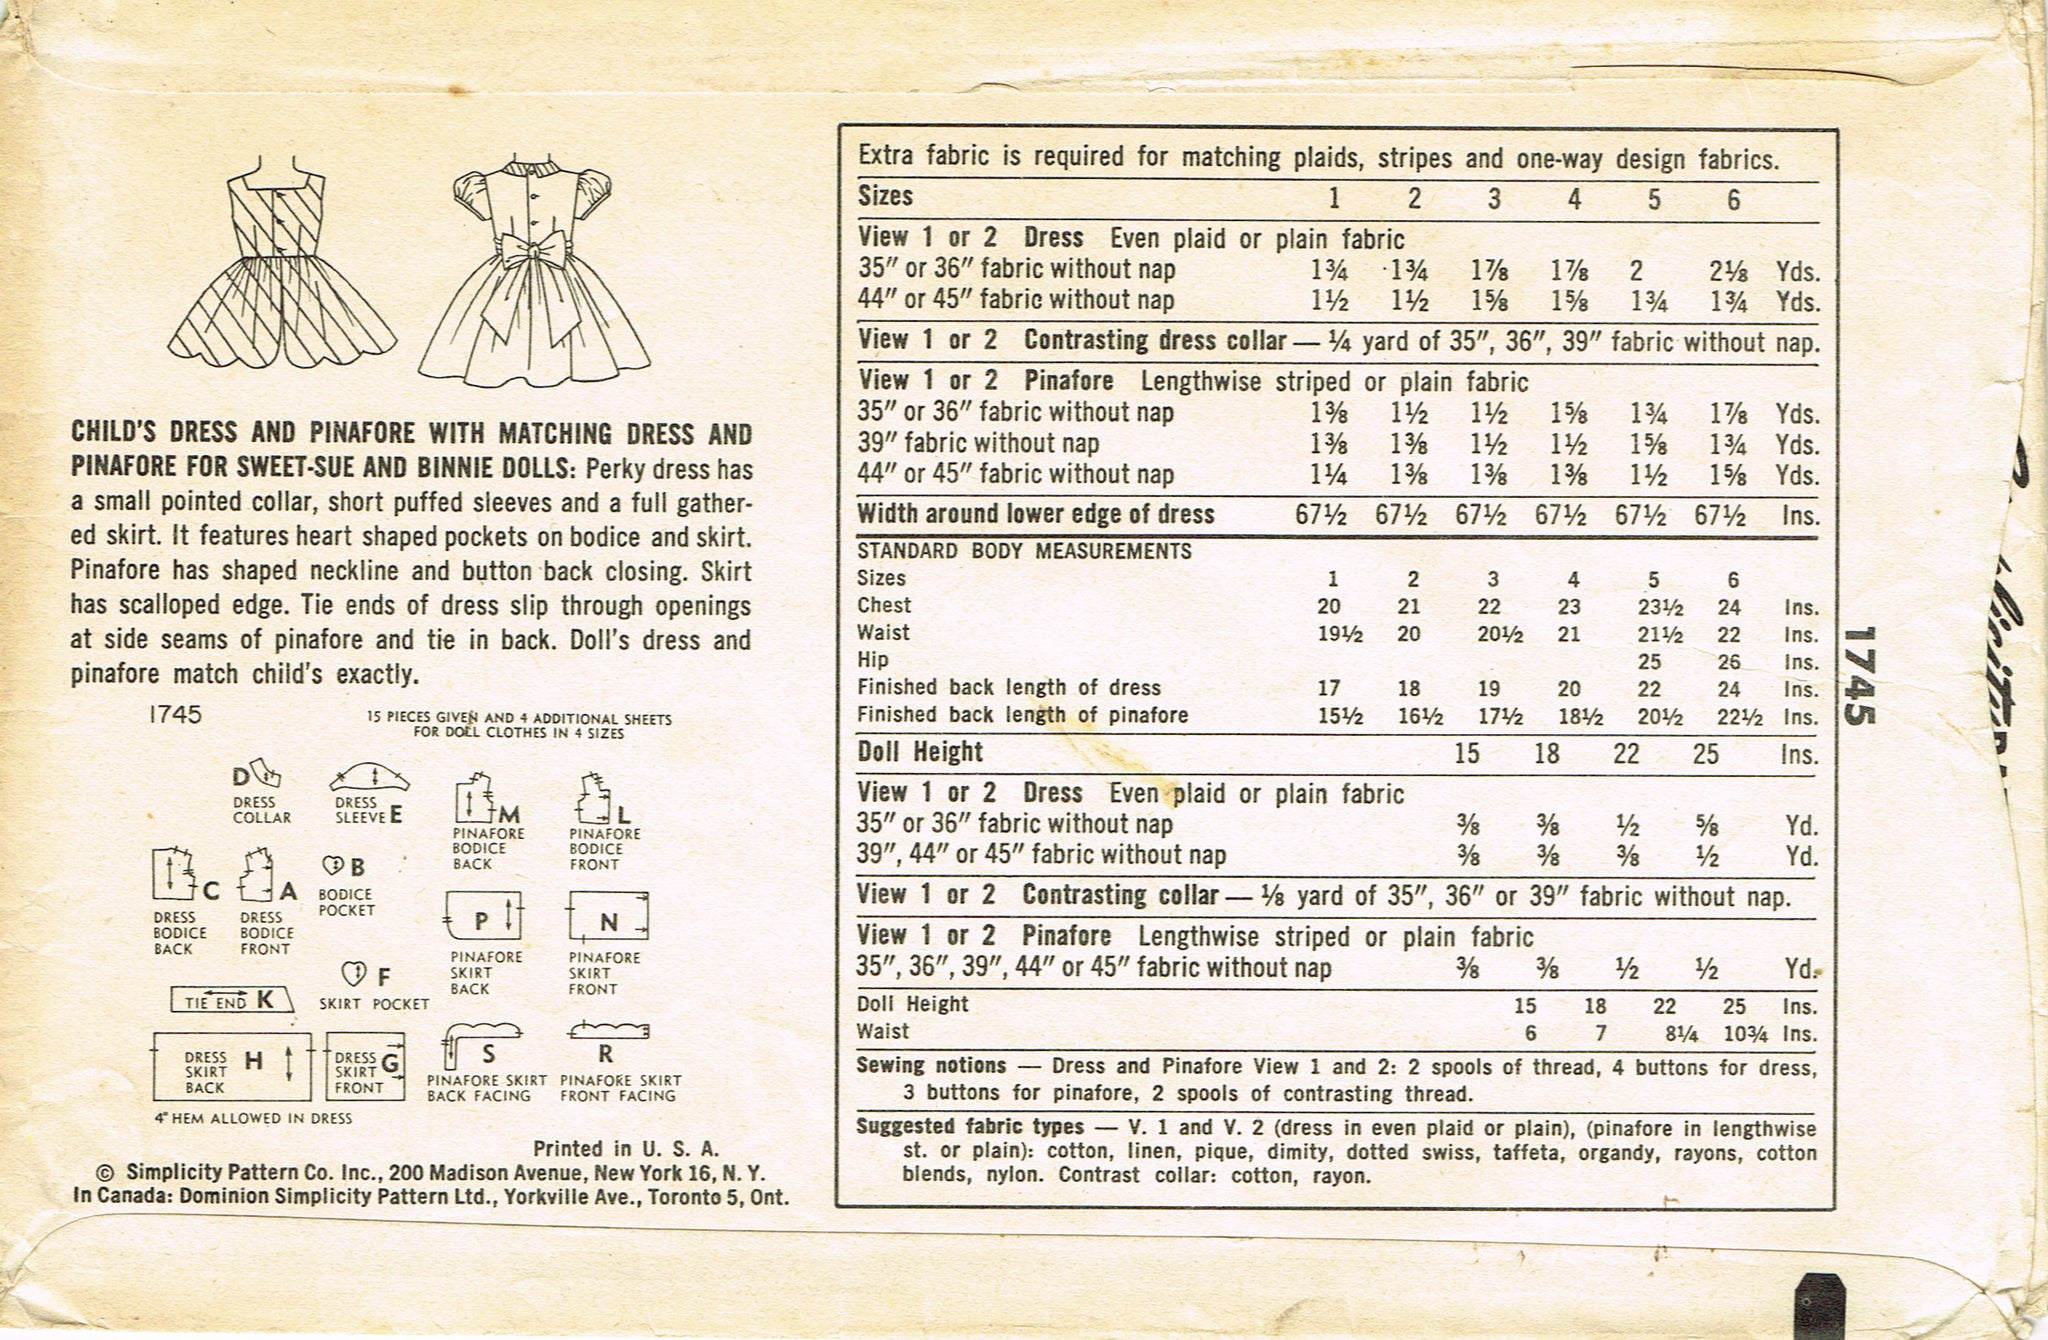 CHILD'S DRESS AND PINAFORE WITH MATCHING DRESS AND
PINAFORE FOR SWEET-SUE AND BINNIE DOLLS: Perky dress has
a small pointed collar, short puffed sleeves and a full gather-
ed skirt. It features heart shaped pockets on bodice and skirt.
Pinafore has shaped neckline and button back closing. Skirt
has scalloped edge. Tie ends of dress slip through openings
at side seams of pinafore and tie in back. Doll's dress and
pinafore match child's exactly.
1745
15 PIECES GIVEN AND 4 ADDITIONAL SHEETS
FOR DOLL CLOTHES IN 4 SIZES
D
DRESS
COLLAR
DRESS
SLEEVE E
M
PINAFORE
BODICE
BACK
L
PINAFORE
BODICE
FRONT
C
DRESS
BODICE
BACK
A
DRESS
BODICE
FRONT
B
BODICE
POCKET
P
PINAFORE
SKIRT
BACK
N
PINAFORE
SKIRT
FRONT
TIE END K
F
SKIRT POCKET
DRESS
SKIRT
BACK
H
DRESS
SKIRT
FRONT
G
S
PINAFORE SKIRT
BACK FACING
R
PINAFORE SKIRT
FRONT FACING
4" HEM ALLOWED IN DRESS
Printed in U. S. A.
© Simplicity Pattern Co. Inc., 200 Madison Avenue, New York 16, N. Y.
In Canada: Dominion Simplicity Pattern Ltd., Yorkville Ave., Toronto 5, Ont.
Extra fabric is required for matching plaids, stripes and one-way design fabrics.
Sizes 1 2 3 4 5 6
View 1 or 2 Dress Even plaid or plain fabric
35" or 36" fabric without nap 1¾ 1¾ 1⅞ 1⅞ 2 2⅛ Yds.
44" or 45" fabric without nap 1½ 1½ 1⅝ 1⅝ 1¾ 1¾ Yds.
View 1 or 2 Contrasting dress collar — ¼ yard of 35", 36", 39" fabric without nap.
View 1 or 2 Pinafore Lengthwise striped or plain fabric
35" or 36" fabric without nap 1⅜ 1½ 1½ 1⅝ 1¾ 1⅞ Yds.
39" fabric without nap 1⅜ 1⅜ 1½ 1½ 1⅝ 1¾ Yds.
44" or 45" fabric without nap 1¼ 1⅜ 1⅜ 1⅜ 1½ 1⅝ Yds.
Width around lower edge of dress 67½ 67½ 67½ 67½ 67½ 67½ Ins.
STANDARD BODY MEASUREMENTS
Sizes 1 2 3 4 5 6
Chest 20 21 22 23 23½ 24 Ins.
Waist 19½ 20 20½ 21 21½ 22 Ins.
Hip 25 26 Ins.
Finished back length of dress 17 18 19 20 22 24 Ins.
Finished back length of pinafore 15½ 16½ 17½ 18½ 20½ 22½ Ins.
Doll Height 15 18 22 25 Ins.
View 1 or 2 Dress Even plaid or plain fabric
35" or 36" fabric without nap ⅜ ⅜ ½ ⅝ Yd.
39", 44" or 45" fabric without nap ⅜ ⅜ ⅜ ½ Yd.
View 1 or 2 Contrasting collar — ⅛ yard of 35", 36" or 39" fabric without nap.
View 1 or 2 Pinafore Lengthwise striped or plain fabric
35", 36", 39", 44" or 45" fabric without nap ⅜ ⅜ ½ ½ Yd.
Doll Height 15 18 22 25 Ins.
Waist 6 7 8¼ 10¾ Ins.
Sewing notions — Dress and Pinafore View 1 and 2: 2 spools of thread, 4 buttons for dress,
3 buttons for pinafore, 2 spools of contrasting thread.
Suggested fabric types — V. 1 and V. 2 (dress in even plaid or plain), (pinafore in lengthwise
st. or plain): cotton, linen, pique, dimity, dotted swiss, taffeta, organdy, rayons, cotton
blends, nylon. Contrast collar: cotton, rayon.
1745